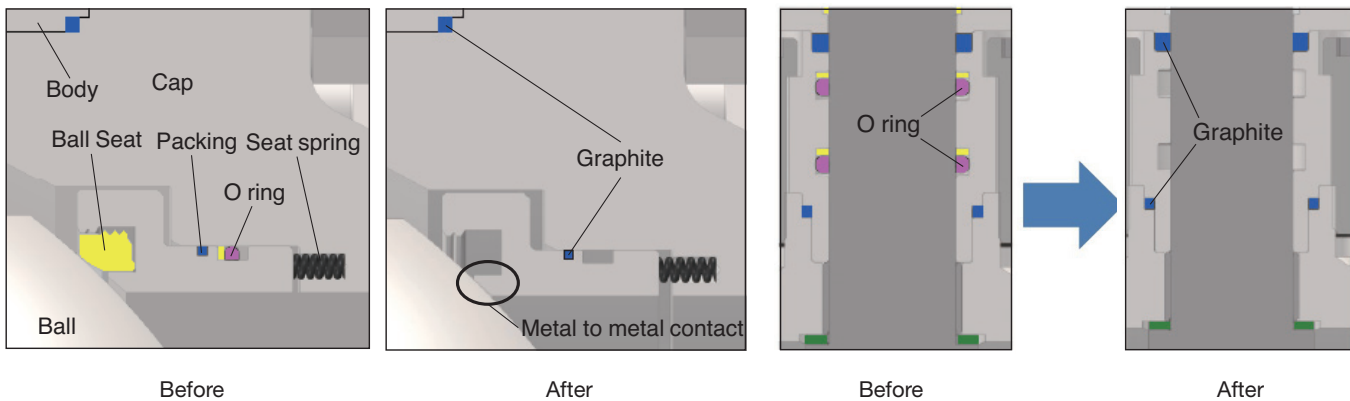 Body
Cap
Ball Seat
Packing
Seat spring
O ring
Ball
Graphite
Metal to metal contact
O ring
Graphite
Before
After
Before
After